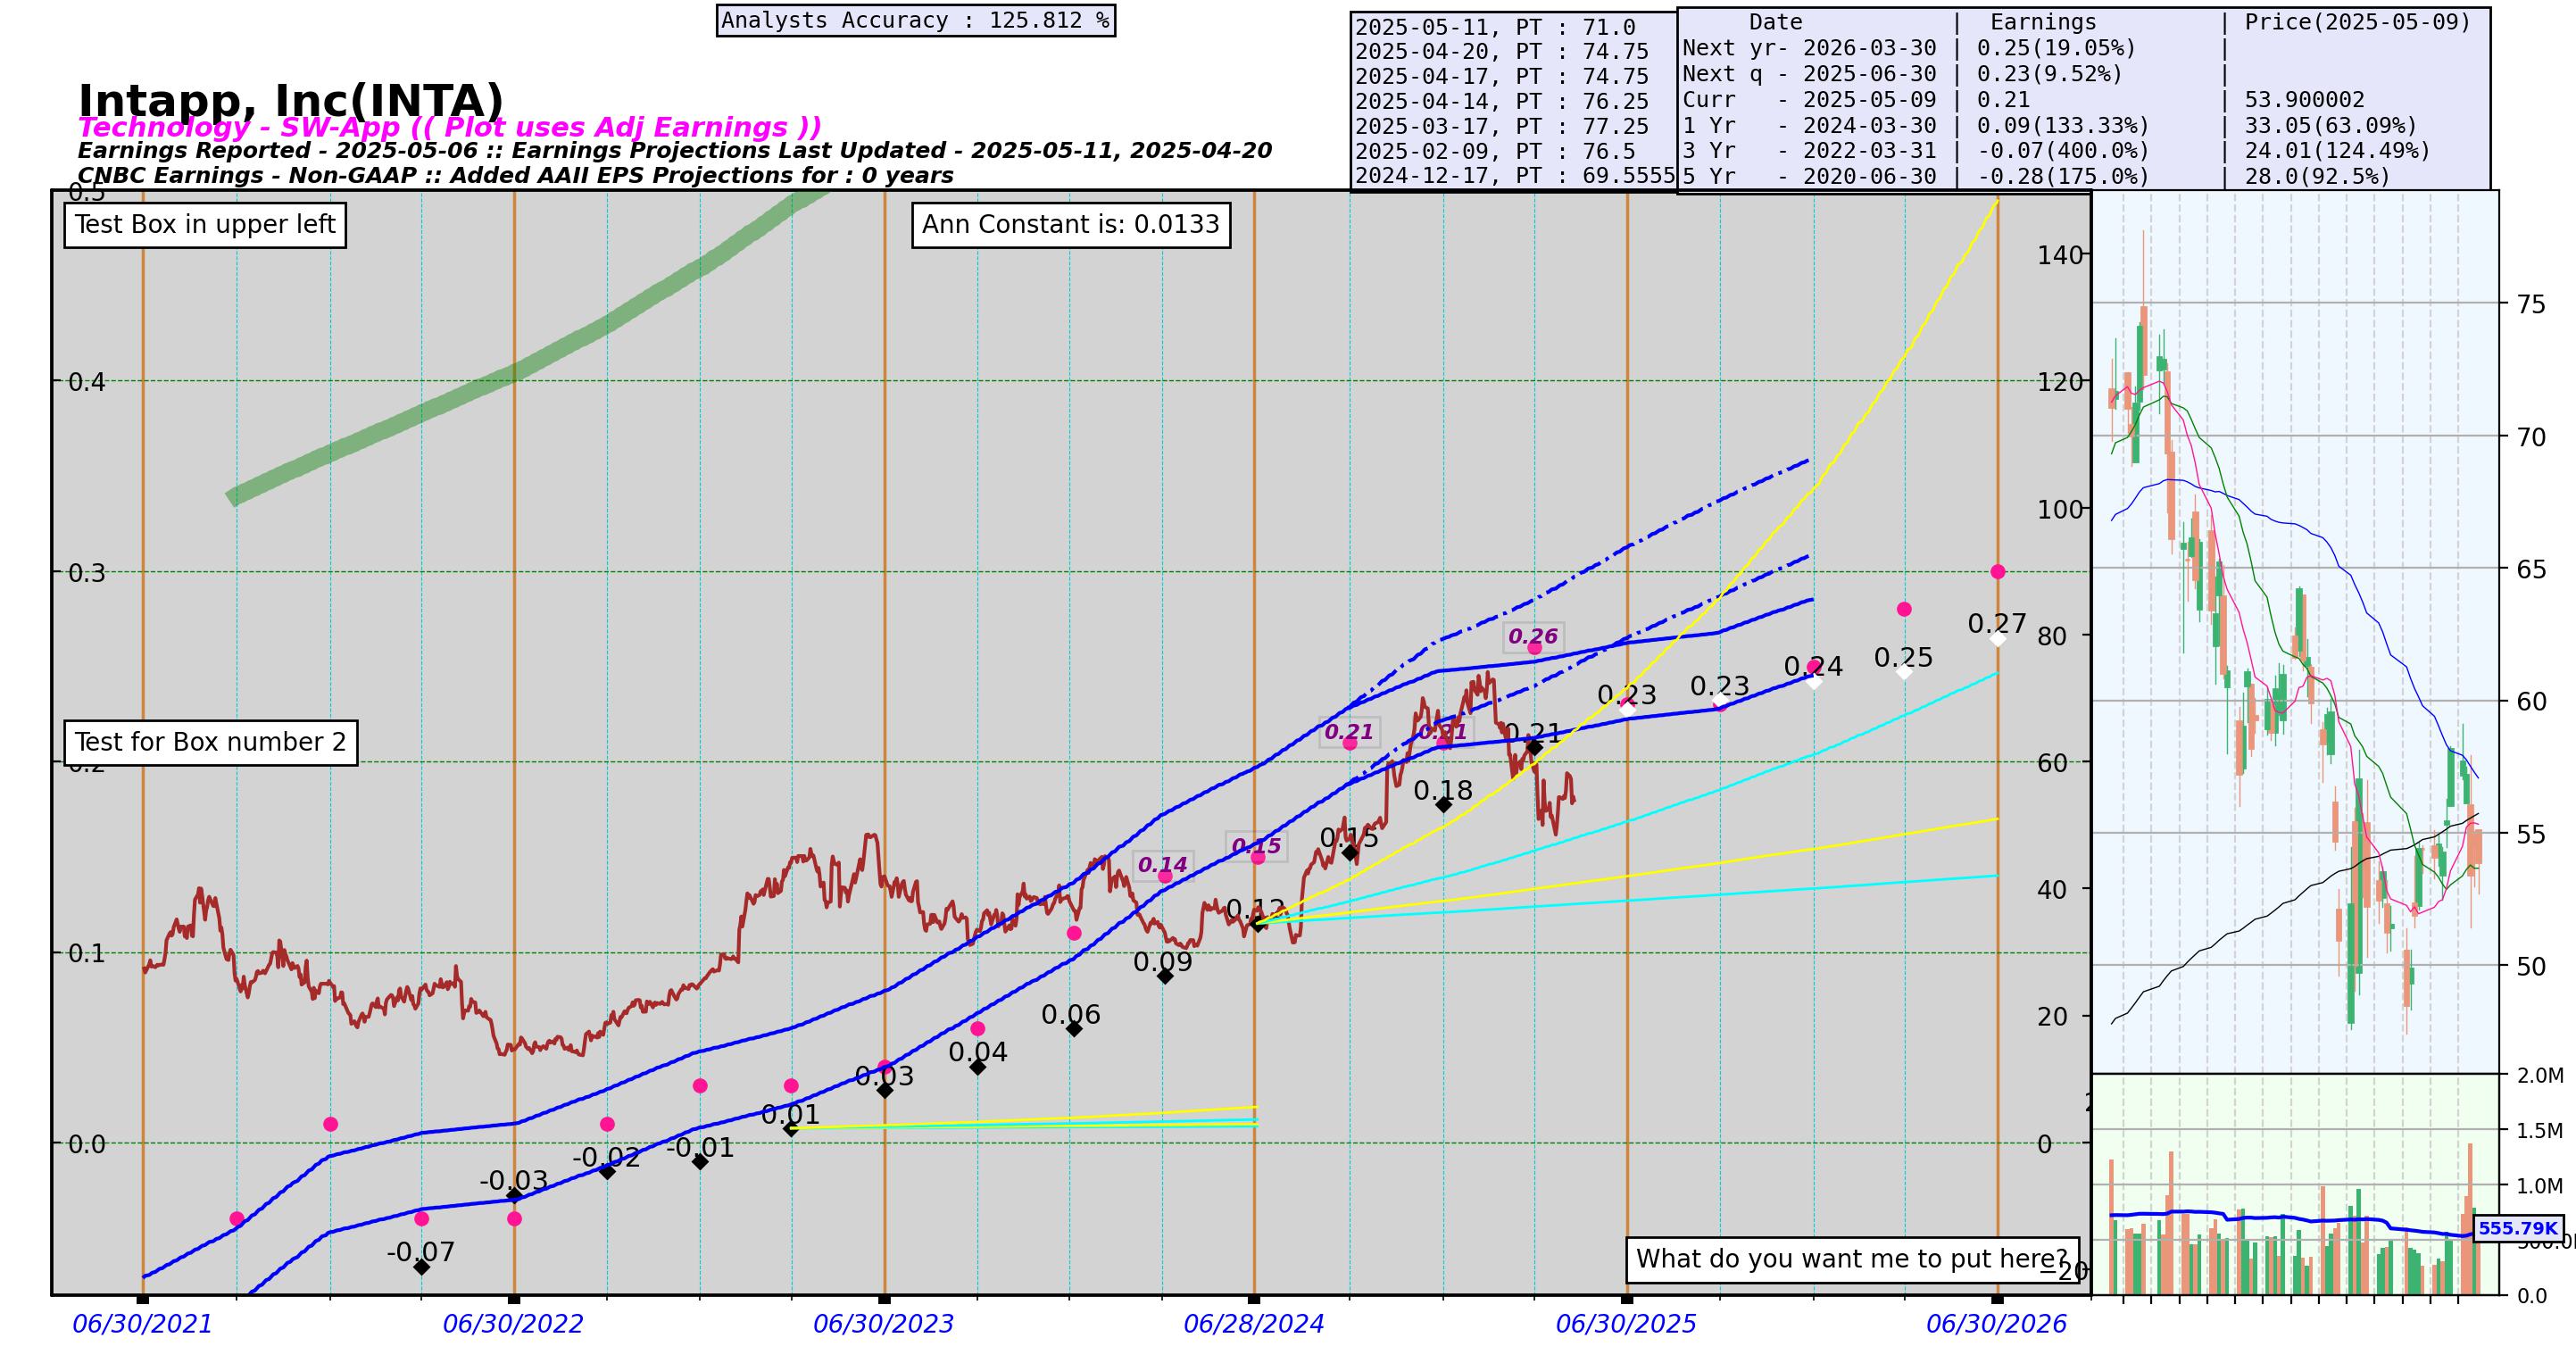 Analysts Accuracy : 125.812 %
2025-05-11, PT : 71.0
2025-04-20, PT : 74.75
2025-04-17, PT : 74.75
2025-04-14, PT : 76.25
2025-03-17, PT : 77.25
2025-02-09, PT : 76.5
2024-12-17, PT : 69.5555
Date | Earnings | Price(2025-05-09)
Next yr- 2026-03-30 | 0.25(19.05%) |
Next q - 2025-06-30 | 0.23(9.52%) |
Curr - 2025-05-09 | 0.21 | 53.900002
1 Yr - 2024-03-30 | 0.09(133.33%) | 33.05(63.09%)
3 Yr - 2022-03-31 | -0.07(400.0%) | 24.01(124.49%)
5 Yr - 2020-06-30 | -0.28(175.0%) | 28.0(92.5%)
Intapp, Inc(INTA)
Technology - SW-App (( Plot uses Adj Earnings ))
Earnings Reported - 2025-05-06 :: Earnings Projections Last Updated - 2025-05-11, 2025-04-20
CNBC Earnings - Non-GAAP :: Added AAII EPS Projections for : 0 years
0.5
0.4
0.3
0.2
0.1
0.0
Test Box in upper left
Ann Constant is: 0.0133
Test for Box number 2
What do you want me to put here?
-0.07
-0.03
-0.02
-0.01
0.01
0.03
0.04
0.06
0.09
0.12
0.15
0.18
0.21
0.23
0.23
0.24
0.25
0.27
0.14
0.15
0.21
0.21
0.26
140
120
100
80
60
40
20
0
−20
75
70
65
60
55
50
2.0M
1.5M
1.0M
555.79K
0.0
06/30/2021
06/30/2022
06/30/2023
06/28/2024
06/30/2025
06/30/2026